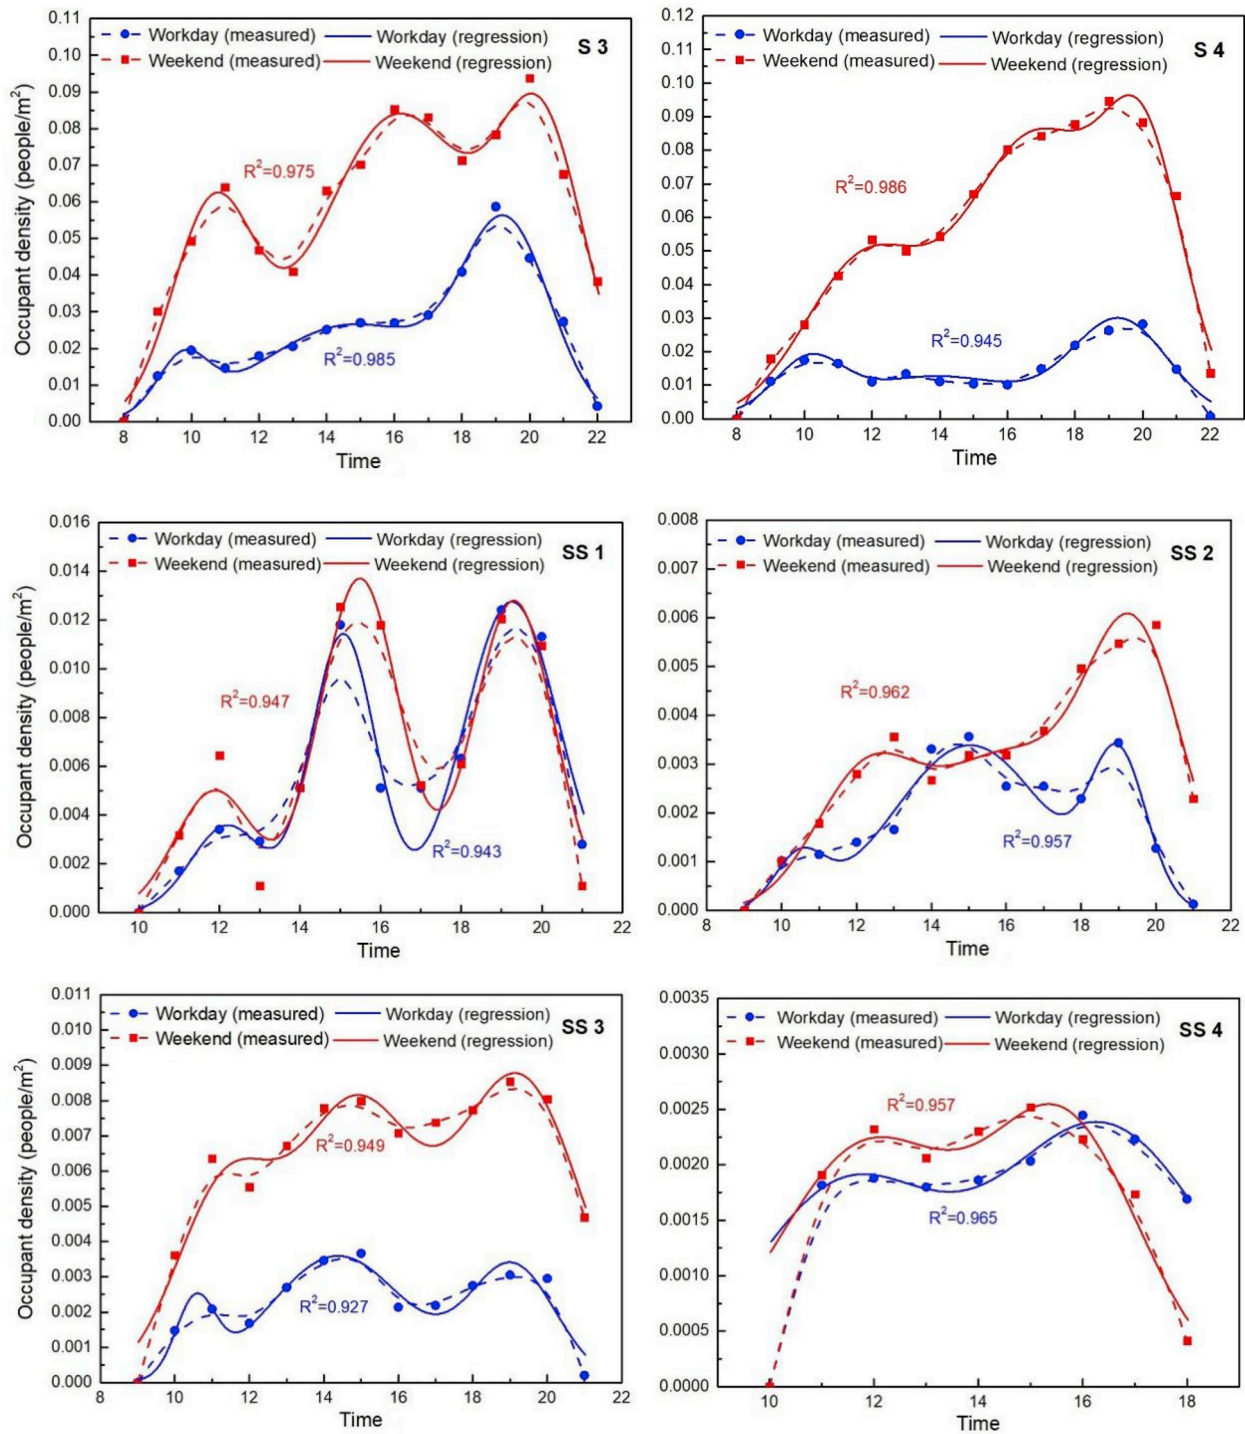 Workday (measured) Workday (regression)
Weekend (measured) Weekend (regression)
S 3
Occupant density (people/m²)
0.11
0.10
0.09
0.08
0.07
0.06
0.05
0.04
0.03
0.02
0.01
0.00
R²=0.975
R²=0.985
8 10 12 14 16 18 20 22
Time
Workday (measured) Workday (regression)
Weekend (measured) Weekend (regression)
S 4
0.12
0.11
0.10
0.09
0.08
0.07
0.06
0.05
0.04
0.03
0.02
0.01
0.00
R²=0.986
R²=0.945
8 10 12 14 16 18 20 22
Time
Workday (measured) Workday (regression)
Weekend (measured) Weekend (regression)
SS 1
Occupant density (people/m²)
0.016
0.014
0.012
0.010
0.008
0.006
0.004
0.002
0.000
R²=0.947
R²=0.943
10 12 14 16 18 20 22
Time
Workday (measured) Workday (regression)
Weekend (measured) Weekend (regression)
SS 2
0.008
0.007
0.006
0.005
0.004
0.003
0.002
0.001
0.000
R²=0.962
R²=0.957
8 10 12 14 16 18 20 22
Time
Workday (measured) Workday (regression)
Weekend (measured) Weekend (regression)
SS 3
Occupant density (people/m²)
0.011
0.010
0.009
0.008
0.007
0.006
0.005
0.004
0.003
0.002
0.001
0.000
R²=0.949
R²=0.927
8 10 12 14 16 18 20 22
Time
Workday (measured) Workday (regression)
Weekend (measured) Weekend (regression)
SS 4
0.0035
0.0030
0.0025
0.0020
0.0015
0.0010
0.0005
0.0000
R²=0.957
R²=0.965
10 12 14 16 18
Time